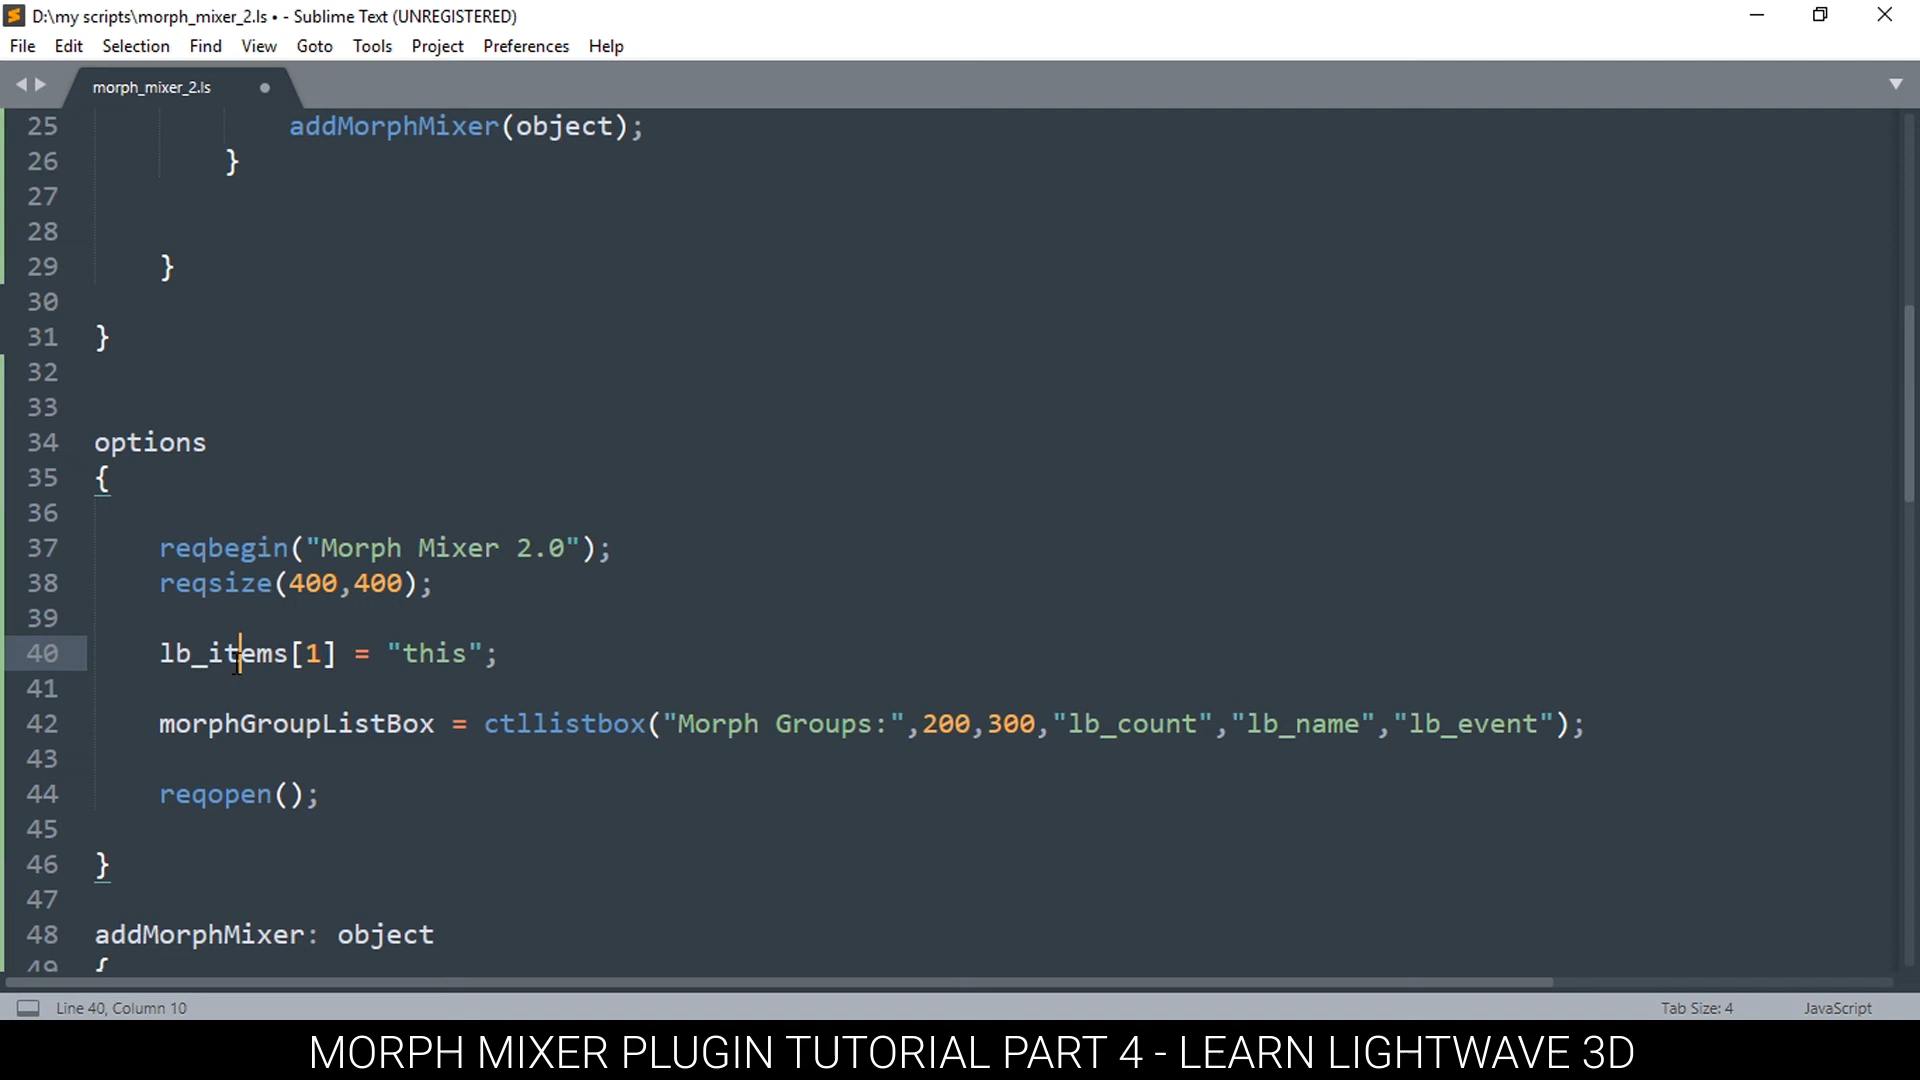 D:\my scripts\morph_mixer_2.ls • - Sublime Text (UNREGISTERED)
File Edit Selection Find View Goto Tools Project Preferences Help
morph_mixer_2.ls
25 addMorphMixer(object);
26 }
27
28
29 }
30
31 }
32
33
34 options
35 {
36
37 reqbegin("Morph Mixer 2.0");
38 reqsize(400,400);
39
40 lb_items[1] = "this";
41
42 morphGroupListBox = ctllistbox("Morph Groups:",200,300,"lb_count","lb_name","lb_event");
43
44 reqopen();
45
46 }
47
48 addMorphMixer: object
49 {
Line 40, Column 10 Tab Size: 4 JavaScript
MORPH MIXER PLUGIN TUTORIAL PART 4 - LEARN LIGHTWAVE 3D